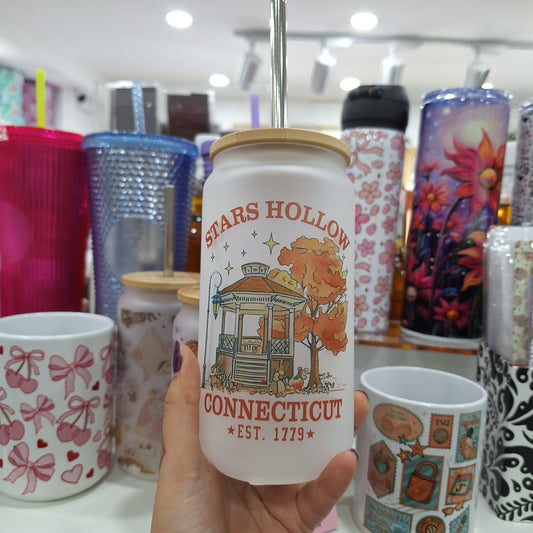 STARS HOLLOW
CONNECTICUT
★EST. 1779★